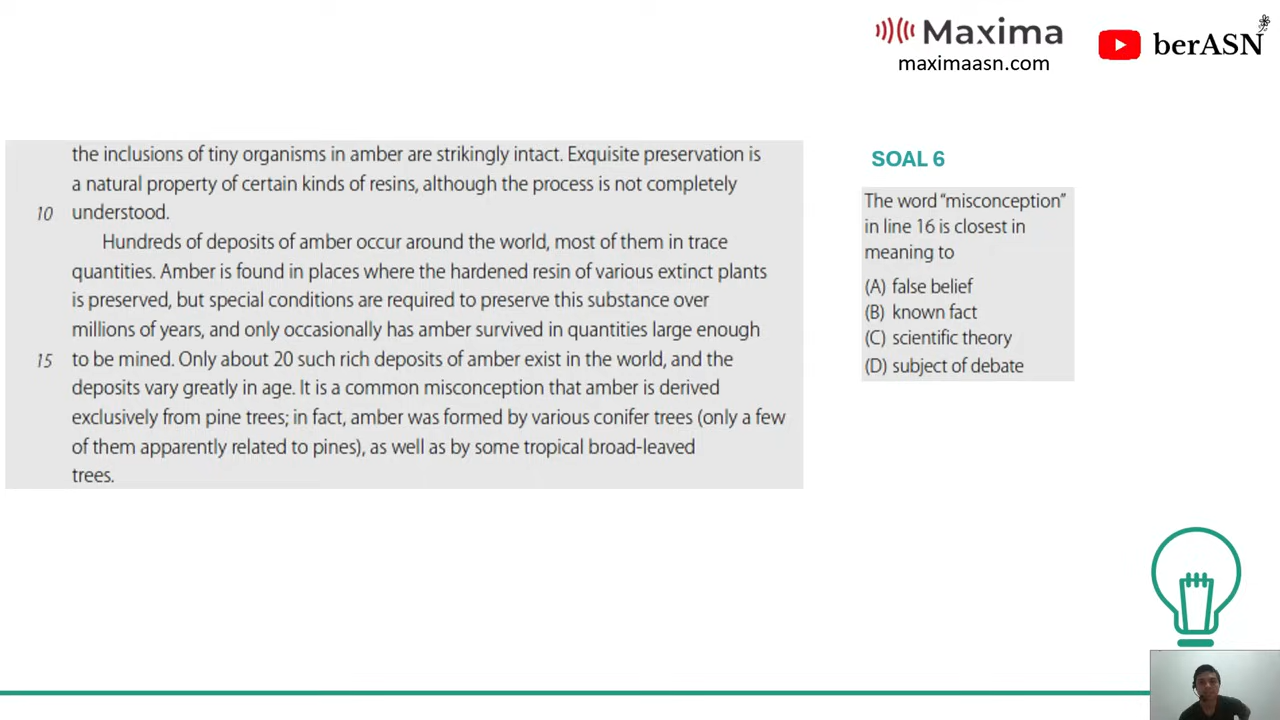 Maxima
maximaasn.com
berASN
the inclusions of tiny organisms in amber are strikingly intact. Exquisite preservation is
a natural property of certain kinds of resins, although the process is not completely
10 understood.
Hundreds of deposits of amber occur around the world, most of them in trace
quantities. Amber is found in places where the hardened resin of various extinct plants
is preserved, but special conditions are required to preserve this substance over
millions of years, and only occasionally has amber survived in quantities large enough
15 to be mined. Only about 20 such rich deposits of amber exist in the world, and the
deposits vary greatly in age. It is a common misconception that amber is derived
exclusively from pine trees; in fact, amber was formed by various conifer trees (only a few
of them apparently related to pines), as well as by some tropical broad-leaved
trees.
SOAL 6
The word “misconception”
in line 16 is closest in
meaning to
(A) false belief
(B) known fact
(C) scientific theory
(D) subject of debate